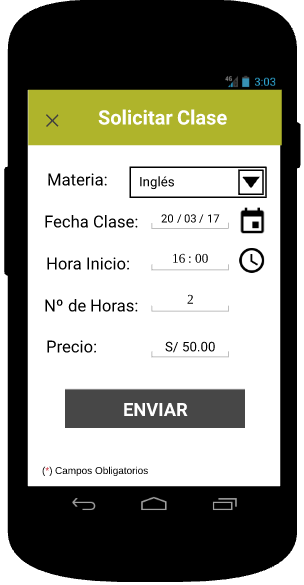 4G 3:03
Solicitar Clase
Materia: Inglés
Fecha Clase: 20 / 03 / 17
Hora Inicio: 16 : 00
Nº de Horas: 2
Precio: S/ 50.00
ENVIAR
(*) Campos Obligatorios